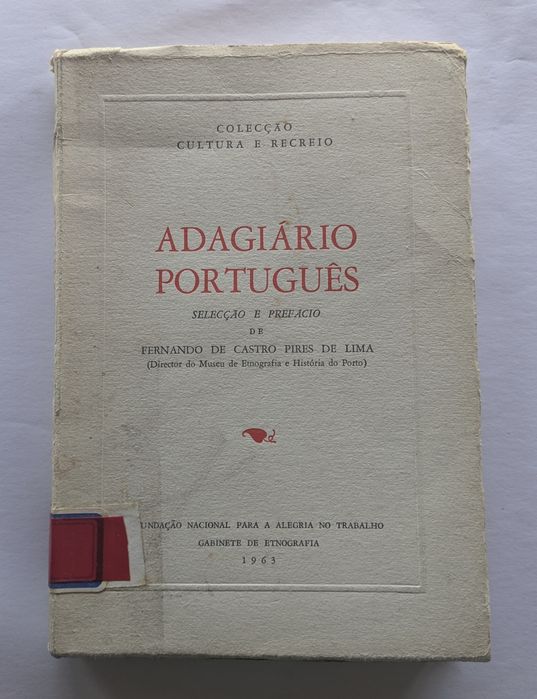 COLECÇÃO
CULTURA E RECREIO
ADAGIÁRIO
PORTUGUÊS
SELECÇÃO E PREFÁCIO
DE
FERNANDO DE CASTRO PIRES DE LIMA
(Director do Museu de Etnografia e História do Porto)
UNDAÇÃO NACIONAL PARA A ALEGRIA NO TRABALHO
GABINETE DE ETNOGRAFIA
1963